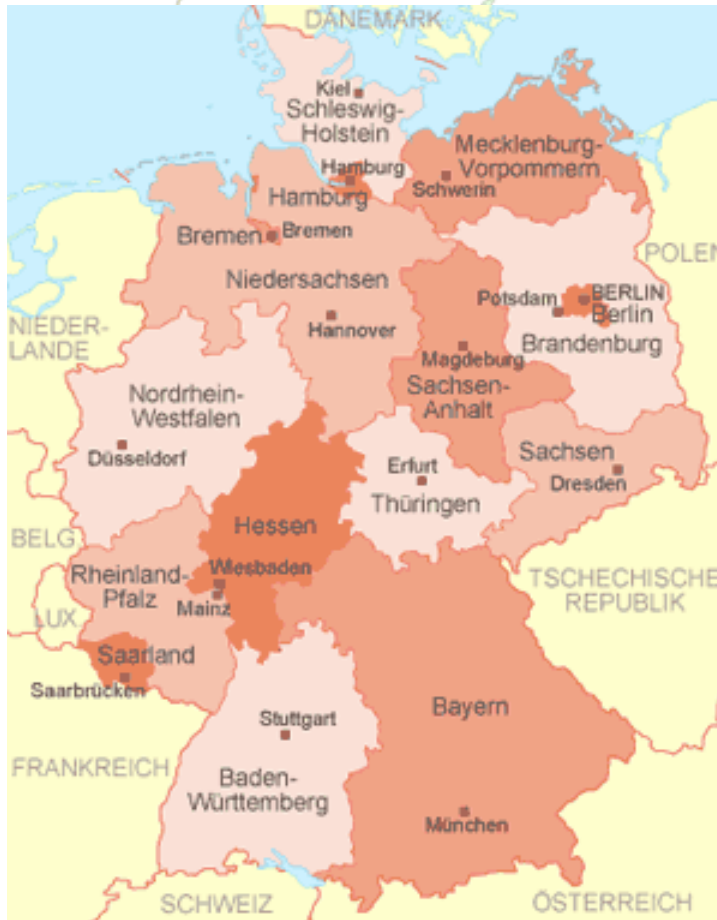 DÄNEMARK
Kiel
Schleswig-
Holstein
Mecklenburg-
Vorpommern
Hamburg
Schwerin
Hamburg
Bremen
Bremen
POLEN
Niedersachsen
Potsdam
BERLIN
Berlin
NIEDER-
LANDE
Hannover
Brandenburg
Magdeburg
Sachsen-
Anhalt
Nordrhein-
Westfalen
Düsseldorf
Sachsen
Dresden
Erfurt
Thüringen
Hessen
BELG.
Wiesbaden
Rheinland-
Pfalz
Mainz
TSCHECHISCHE
REPUBLIK
LUX.
Saarland
Saarbrücken
Bayern
Stuttgart
FRANKREICH
Baden-
Württemberg
München
SCHWEIZ
ÖSTERREICH